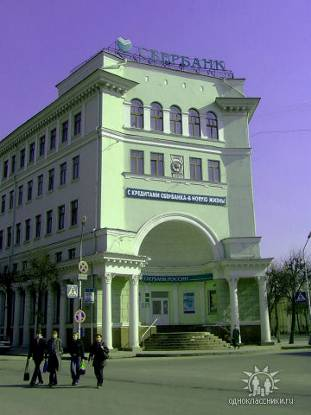 СБЕРБАНК
С КРЕДИТАМИ СБЕРБАНКА-В НОВУЮ ЖИЗНЬ!
СБЕРБАНК РОССИИ
одноклассники.ru